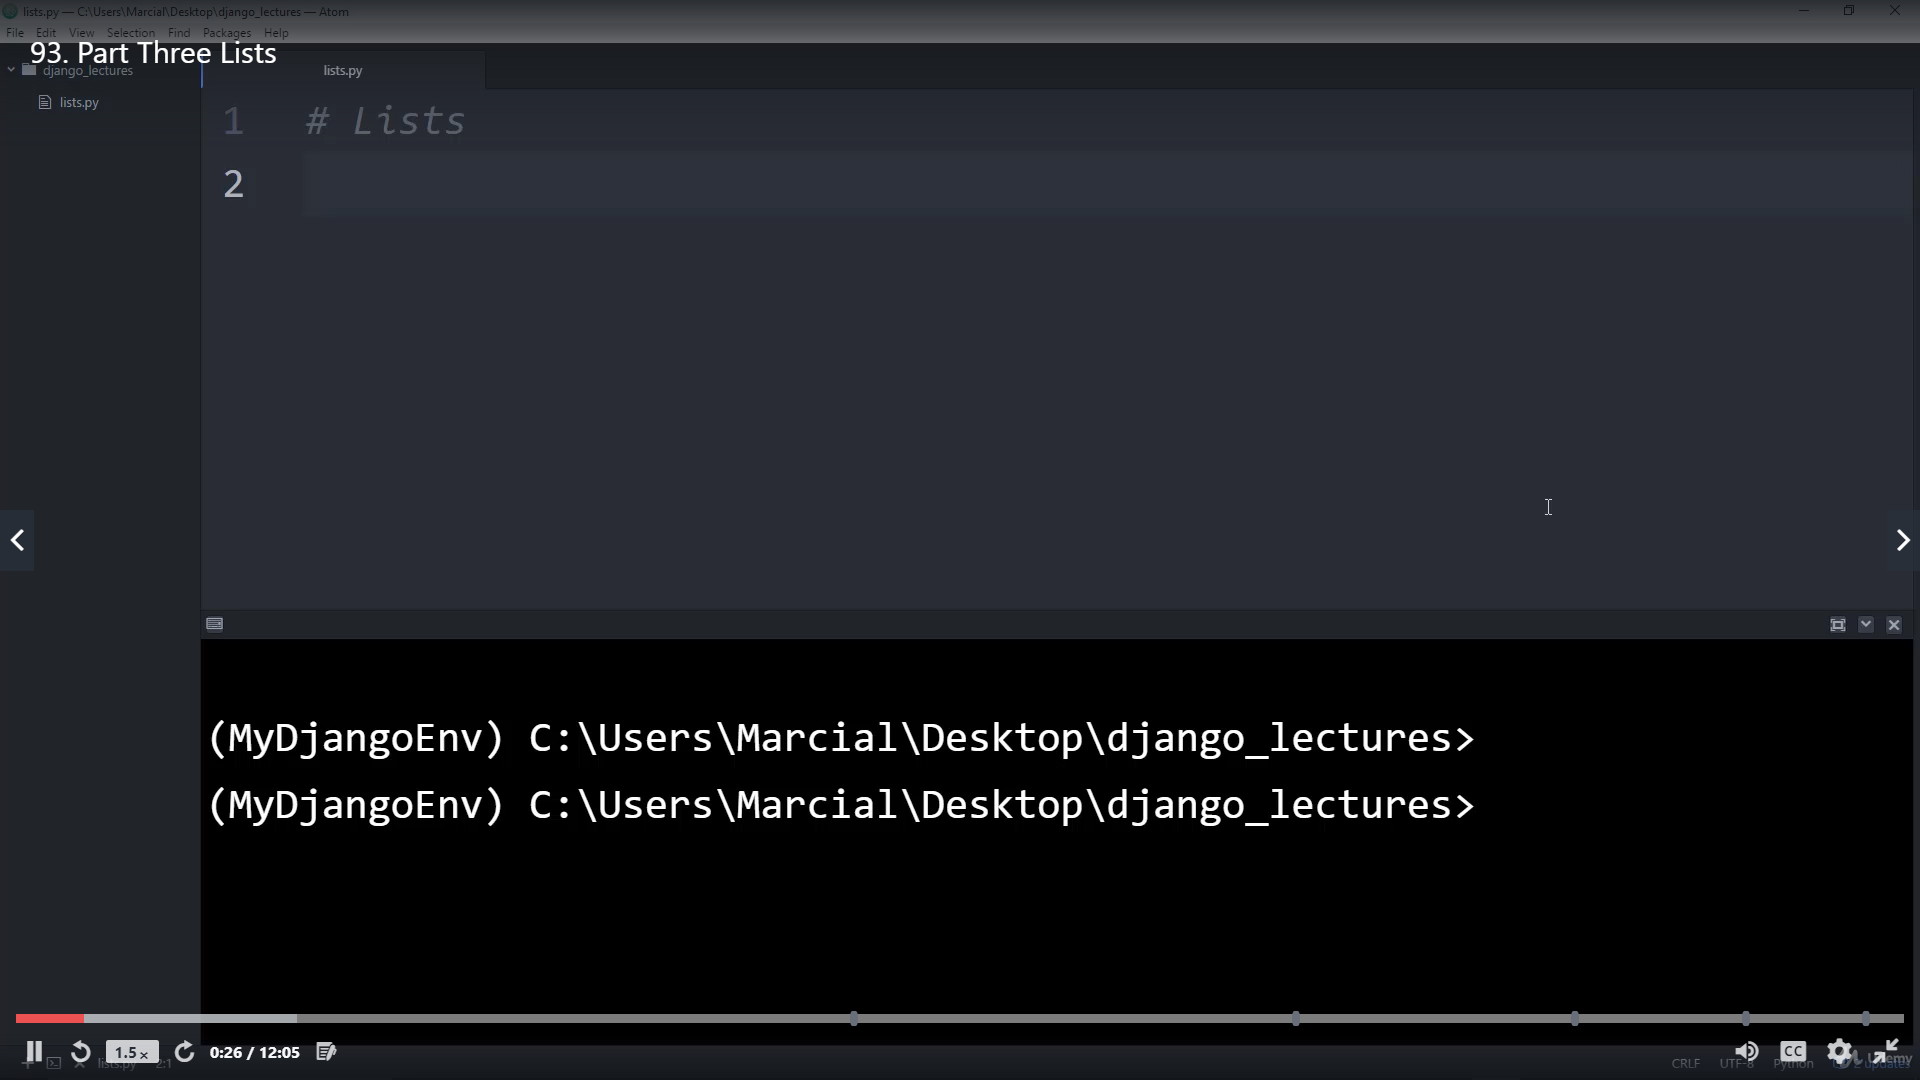 lists.py — C:\Users\Marcial\Desktop\django_lectures — Atom
File Edit View Selection Find Packages Help
93. Part Three Lists
django_lectures
lists.py
lists.py
1 # Lists
2
(MyDjangoEnv) C:\Users\Marcial\Desktop\django_lectures>
(MyDjangoEnv) C:\Users\Marcial\Desktop\django_lectures>
1.5x
0:26 / 12:05
CC
lists.py 2:1
CRLF UTF-8 Python 2 updates
Udemy